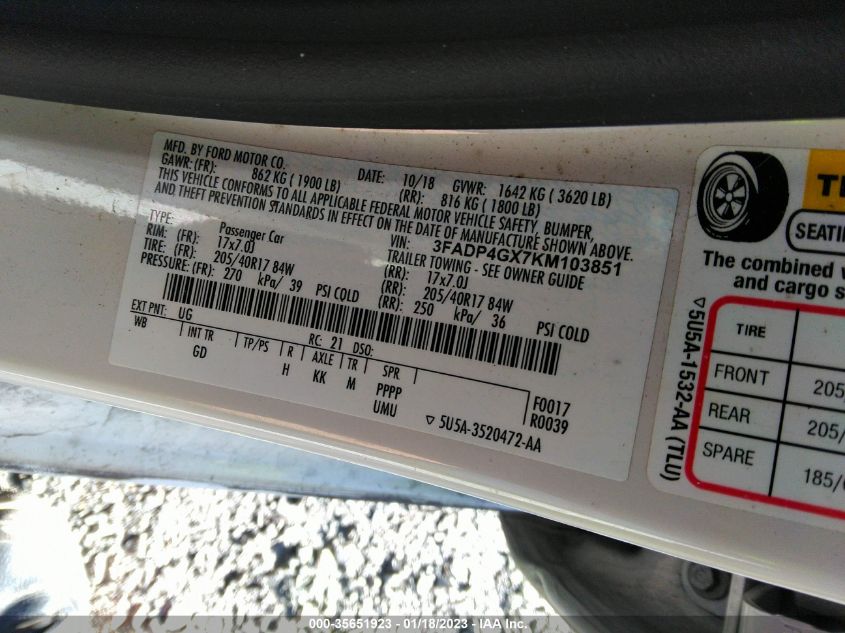 MFD. BY FORD MOTOR CO.
DATE: 10/18 GVWR: 1642 KG ( 3620 LB)
GAWR:(FR): 862 KG ( 1900 LB) (RR): 816 KG ( 1800 LB)
THIS VEHICLE CONFORMS TO ALL APPLICABLE FEDERAL MOTOR VEHICLE SAFETY, BUMPER,
AND THEFT PREVENTION STANDARDS IN EFFECT ON THE DATE OF MANUFACTURE SHOWN ABOVE.
VIN: 3FADP4GX7KM103851
TYPE: Passenger Car TRAILER TOWING - SEE OWNER GUIDE
RIM: (FR): 17x7.0J (RR): 17x7.0J
TIRE: (FR): 205/40R17 84W (RR): 205/40R17 84W
PRESSURE: (FR): 270 kPa/ 39 PSI COLD (RR): 250 kPa/ 36 PSI COLD
EXT PNT: UG RC: 21 DSO:
WB INT TR TP/PS R AXLE TR SPR
GD H KK M PPPP F0017
UMU R0039
▽ 5U5A-3520472-AA
SEATI
The combined
and cargo s
▽5U5A-1532-AA (TLU)
TIRE
FRONT 205
REAR 205/
SPARE 185/
000-35651923 - 01/18/2023 - IAA Inc.